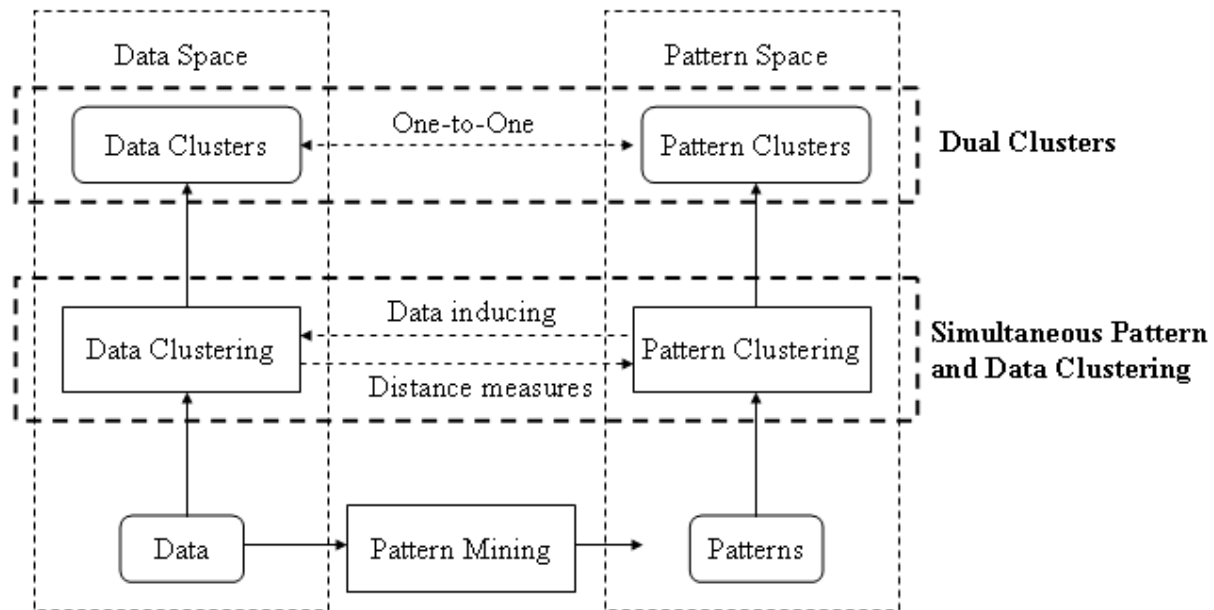 Data Space
Pattern Space
Data Clusters
One-to-One
Pattern Clusters
Dual Clusters
Data Clustering
Data inducing
Distance measures
Pattern Clustering
Simultaneous Pattern
and Data Clustering
Data
Pattern Mining
Patterns